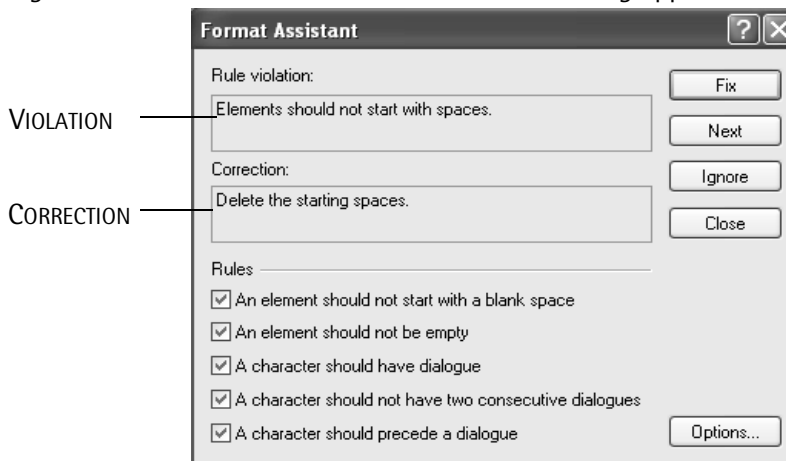 Format Assistant
Rule violation:
Fix
VIOLATION
Elements should not start with spaces.
Next
Correction:
Ignore
CORRECTION
Delete the starting spaces.
Close
Rules
An element should not start with a blank space
An element should not be empty
A character should have dialogue
A character should not have two consecutive dialogues
A character should precede a dialogue
Options...